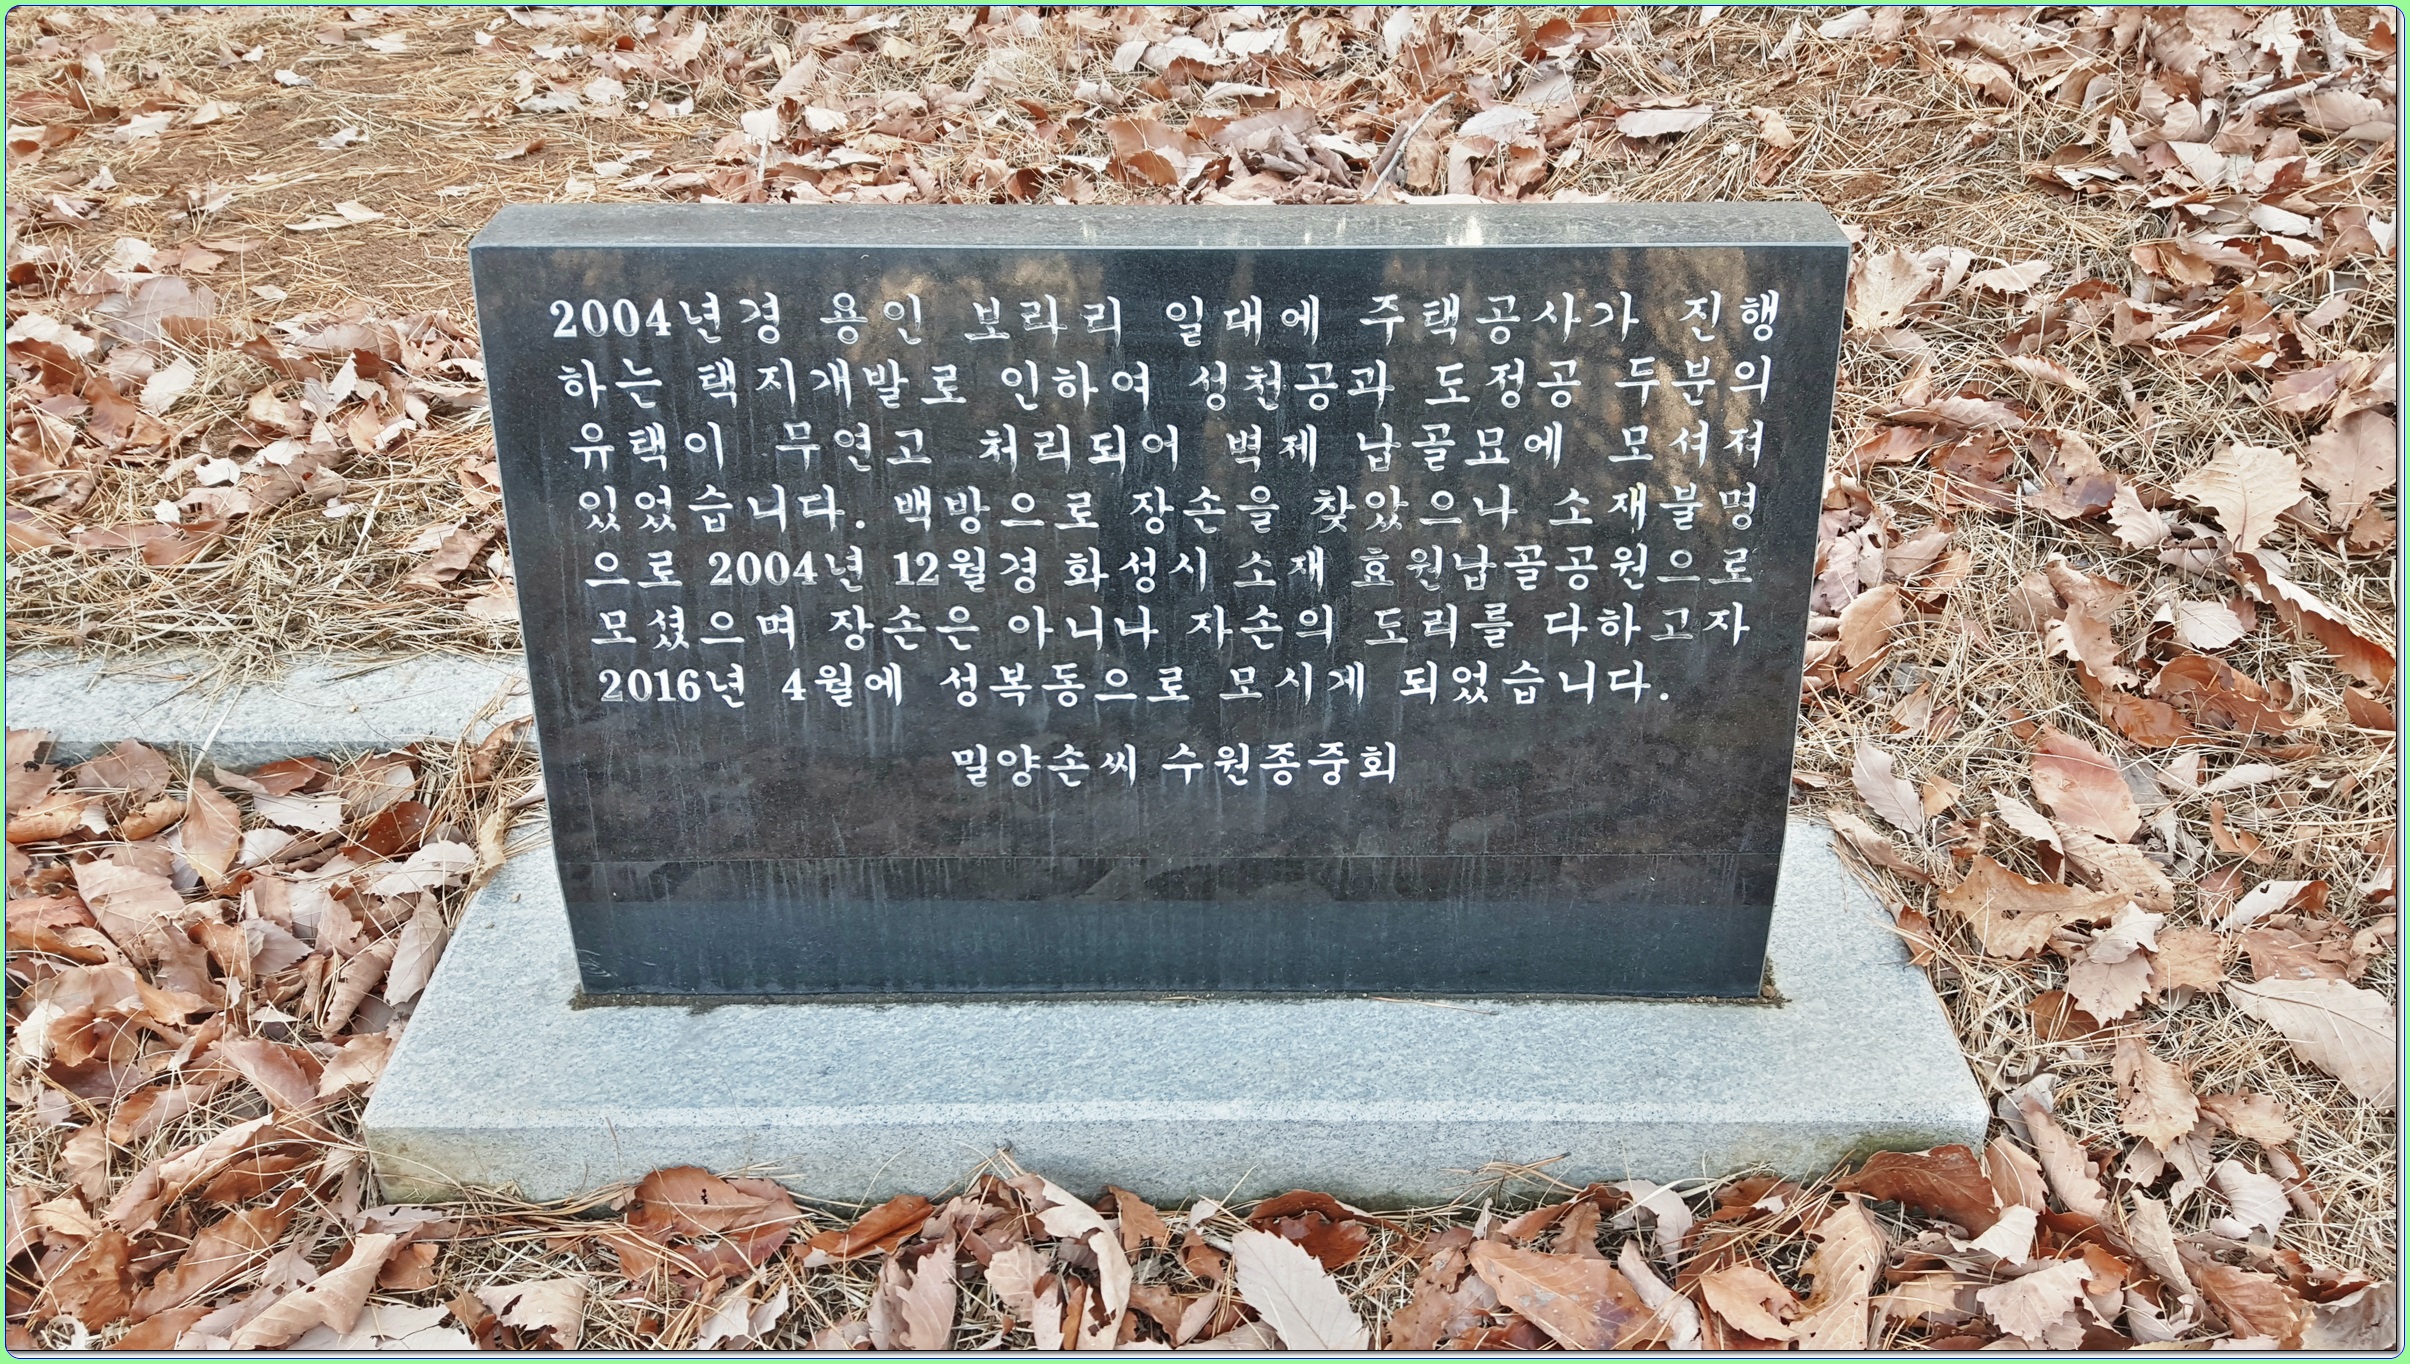 2004년경 용인 보라리 일대에 주택공사가 진행
하는 택지개발로 인하여 성천공과 도정공 두분의
유택이 무연고 처리되어 벽제 납골묘에 모셔져
있었습니다. 백방으로 장손을 찾았으나 소재불명
으로 2004년 12월경 화성시 소재 효원납골공원으로
모셨으며 장손은 아니나 자손의 도리를 다하고자
2016년 4월에 성복동으로 모시게 되었습니다.
밀양손씨 수원종중회